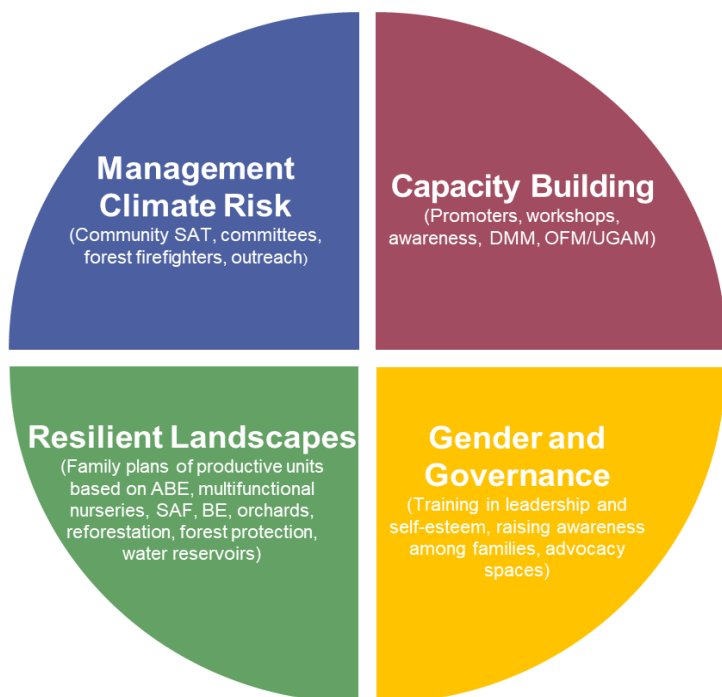 Management
Climate Risk
(Community SAT, committees,
forest firefighters, outreach)
Capacity Building
(Promoters, workshops,
awareness, DMM, OFM/UGAM)
Resilient Landscapes
(Family plans of productive units
based on ABE, multifunctional
nurseries, SAF, BE, orchards,
reforestation, forest protection,
water reservoirs)
Gender and
Governance
(Training in leadership and
self-esteem, raising awareness
among families, advocacy
spaces)